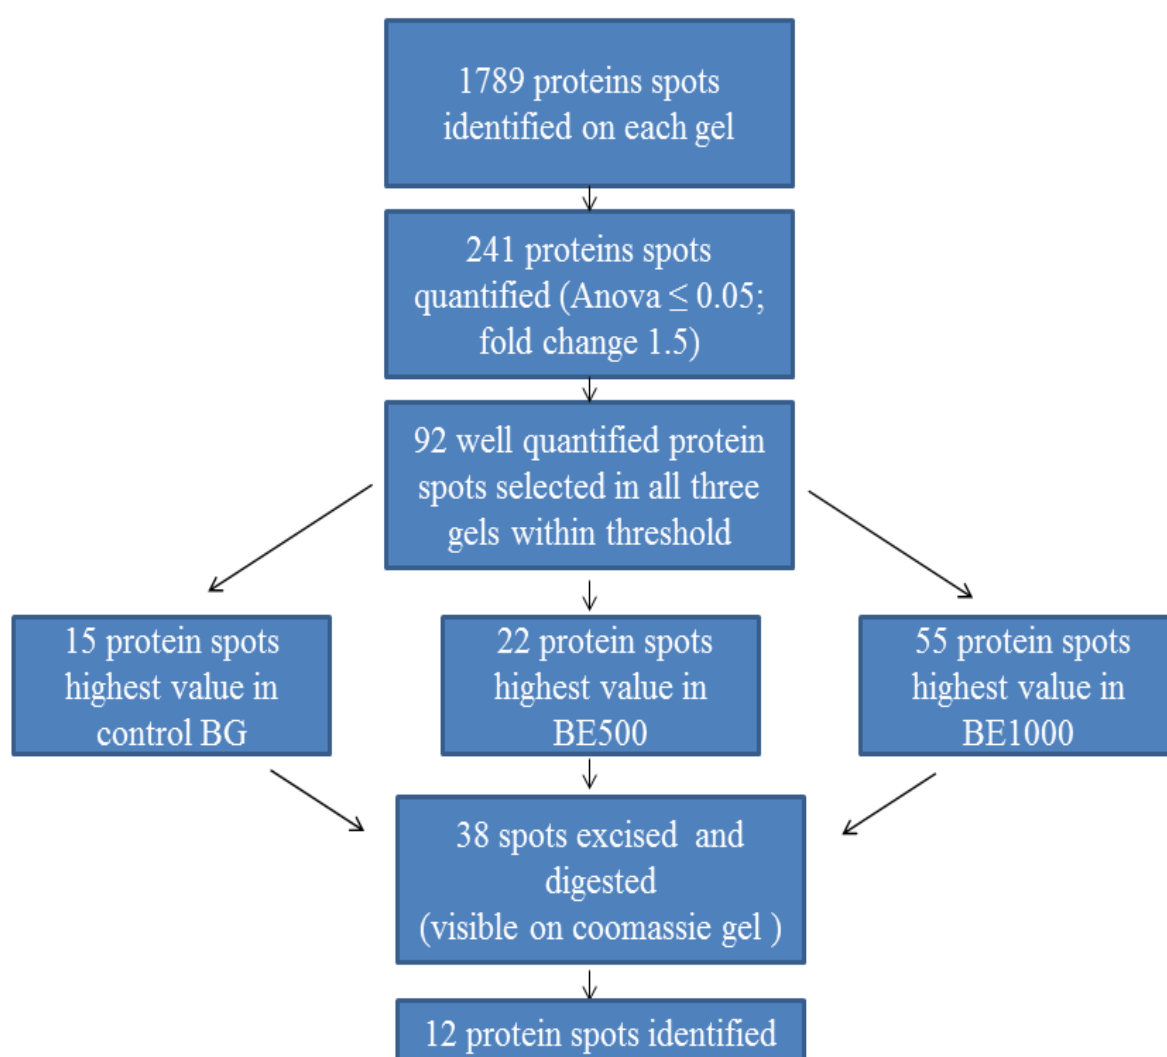 1789 proteins spots
identified on each gel
241 proteins spots
quantified (Anova ≤ 0.05;
fold change 1.5)
92 well quantified protein
spots selected in all three
gels within threshold
15 protein spots
highest value in
control BG
22 protein spots
highest value in
BE500
55 protein spots
highest value in
BE1000
38 spots excised and
digested
(visible on coomassie gel )
12 protein spots identified